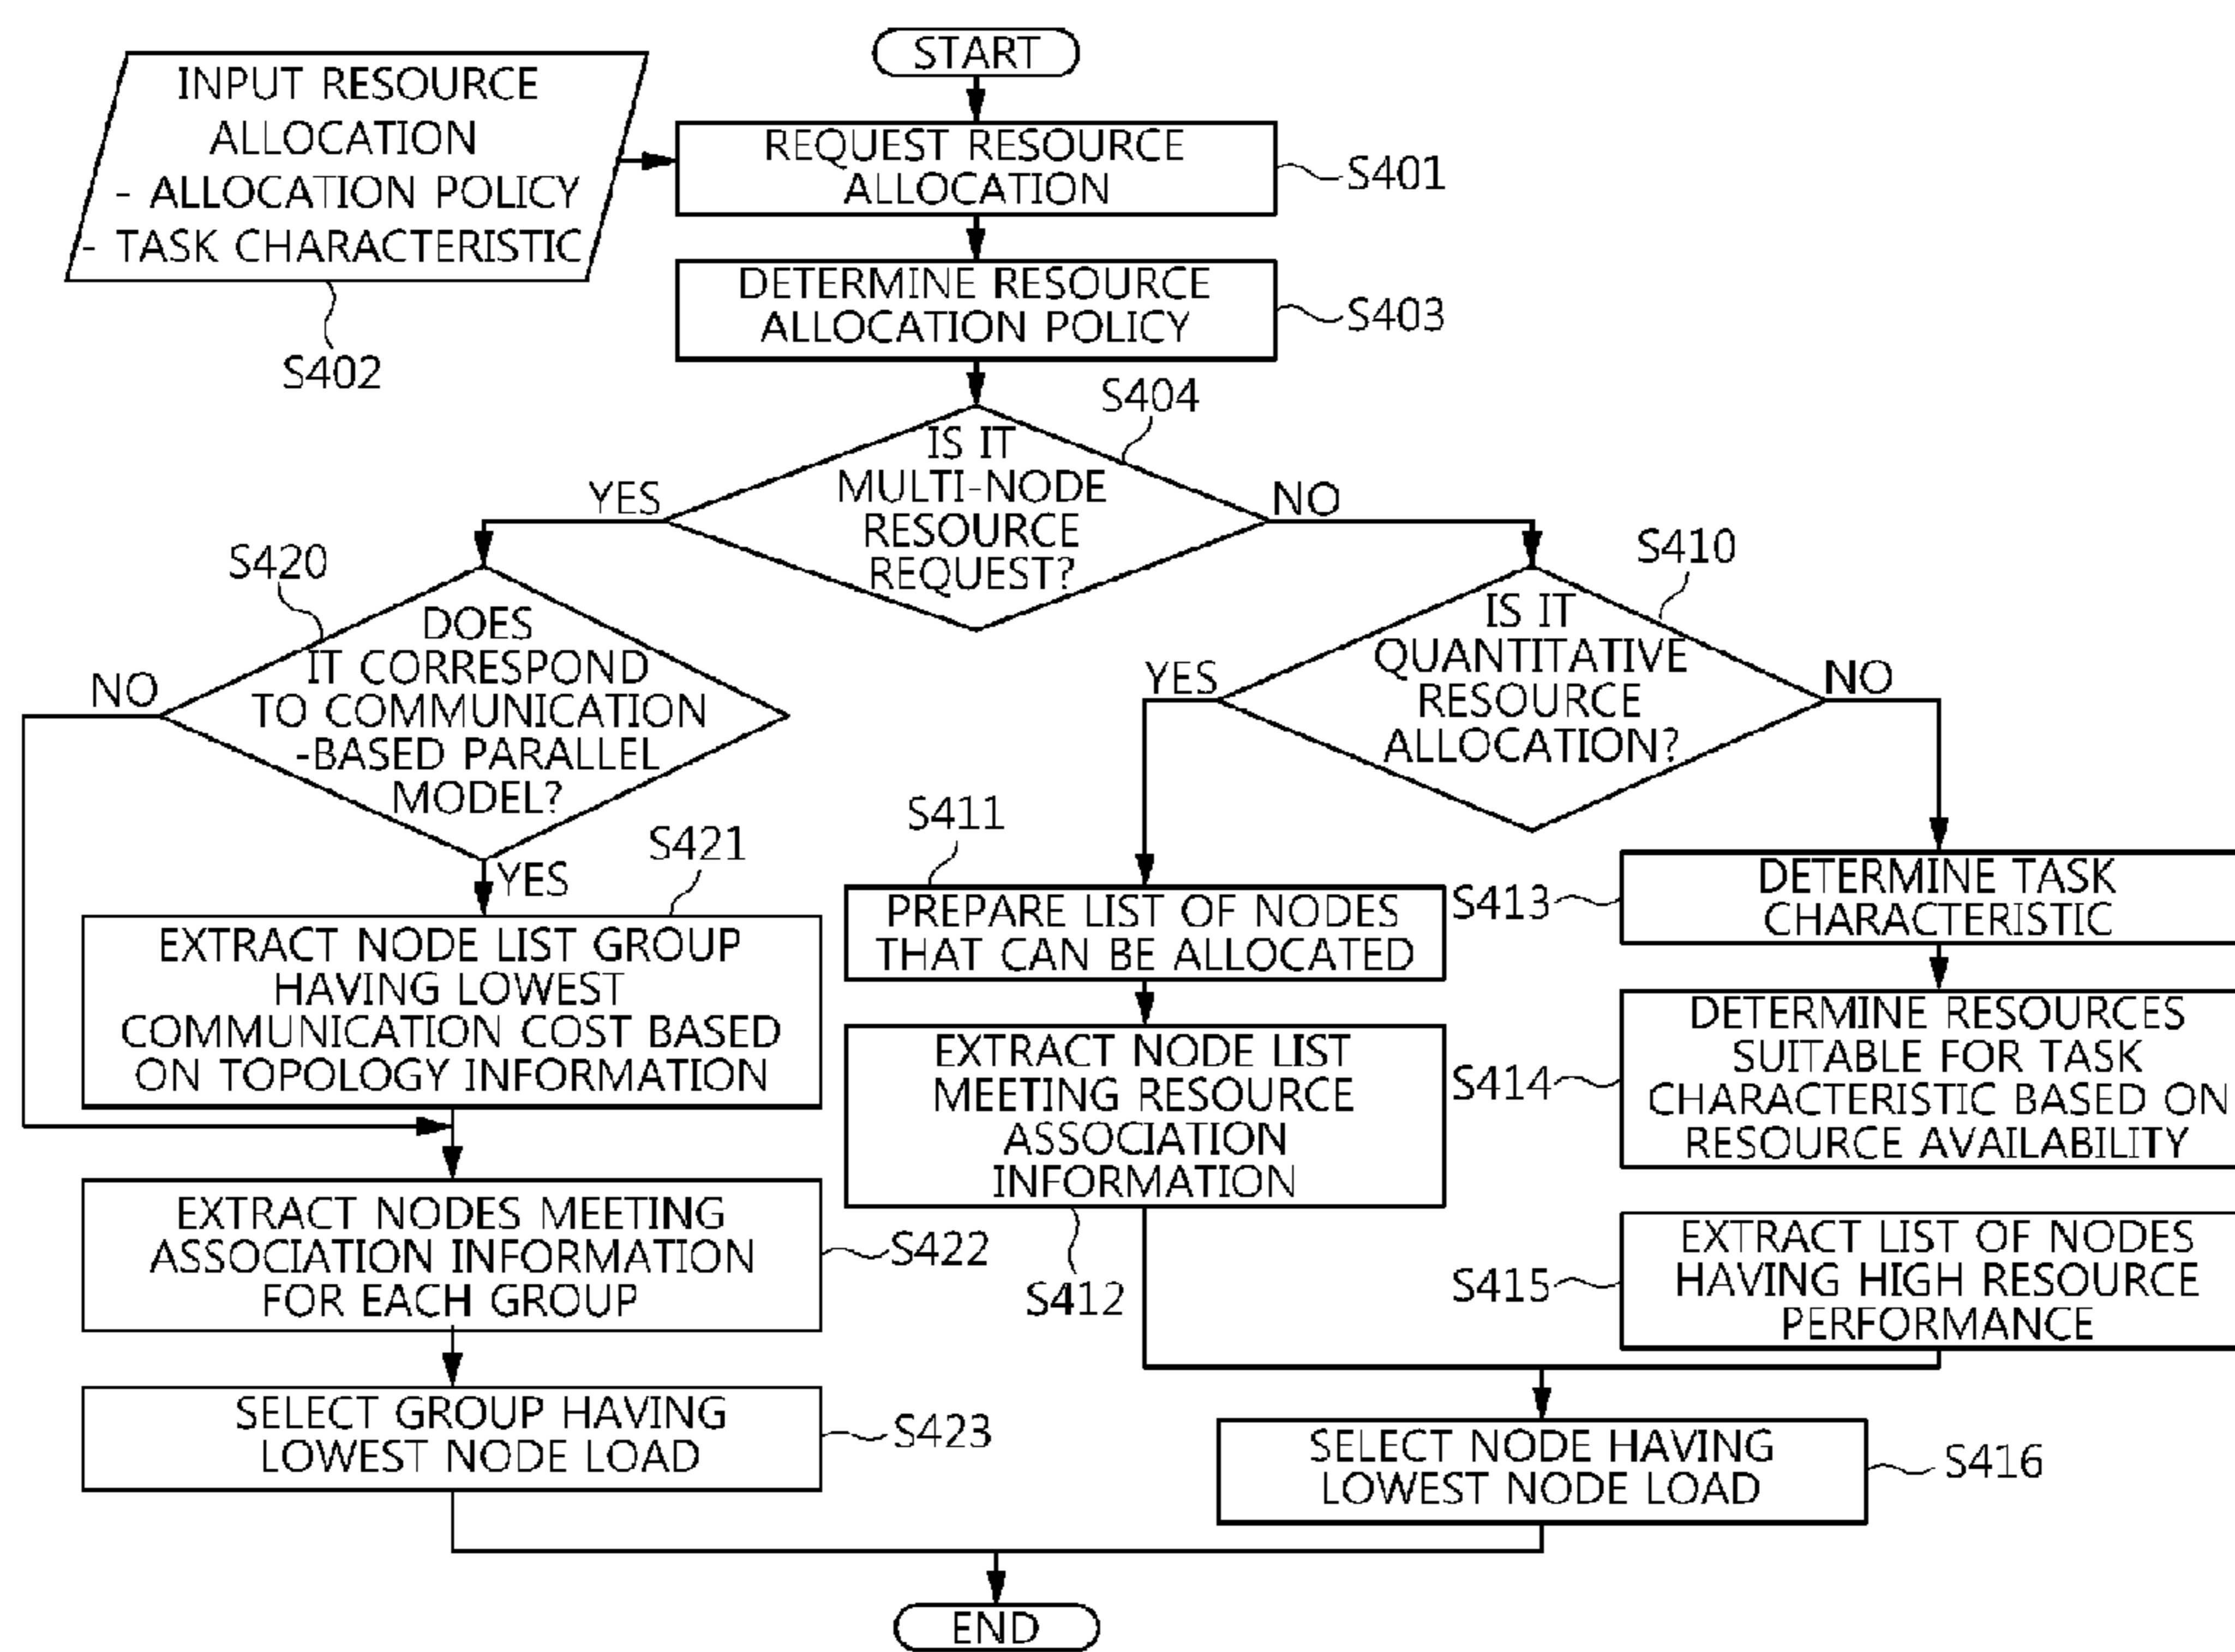 START
INPUT RESOURCE
ALLOCATION
- ALLOCATION POLICY
- TASK CHARACTERISTIC
S402
REQUEST RESOURCE
ALLOCATION
S401
DETERMINE RESOURCE
ALLOCATION POLICY
S403
S404
IS IT
MULTI-NODE
RESOURCE
REQUEST?
YES
NO
S420
DOES
IT CORRESPOND
TO COMMUNICATION
-BASED PARALLEL
MODEL?
NO
YES
S421
EXTRACT NODE LIST GROUP
HAVING LOWEST
COMMUNICATION COST BASED
ON TOPOLOGY INFORMATION
EXTRACT NODES MEETING
ASSOCIATION INFORMATION
FOR EACH GROUP
S422
SELECT GROUP HAVING
LOWEST NODE LOAD
S423
S410
IS IT
QUANTITATIVE
RESOURCE
ALLOCATION?
YES
NO
S411
PREPARE LIST OF NODES
THAT CAN BE ALLOCATED
EXTRACT NODE LIST
MEETING RESOURCE
ASSOCIATION
INFORMATION
S412
S413
DETERMINE TASK
CHARACTERISTIC
S414
DETERMINE RESOURCES
SUITABLE FOR TASK
CHARACTERISTIC BASED ON
RESOURCE AVAILABILITY
S415
EXTRACT LIST OF NODES
HAVING HIGH RESOURCE
PERFORMANCE
SELECT NODE HAVING
LOWEST NODE LOAD
S416
END